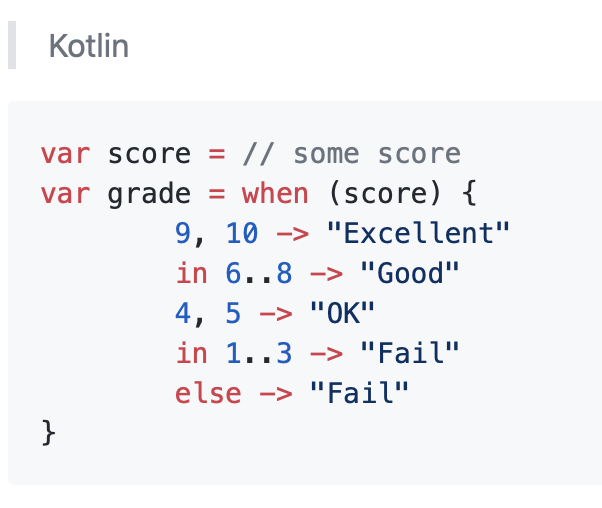 Kotlin
var score = // some score
var grade = when (score) {
9, 10 -> "Excellent"
in 6..8 -> "Good"
4, 5 -> "OK"
in 1..3 -> "Fail"
else -> "Fail"
}